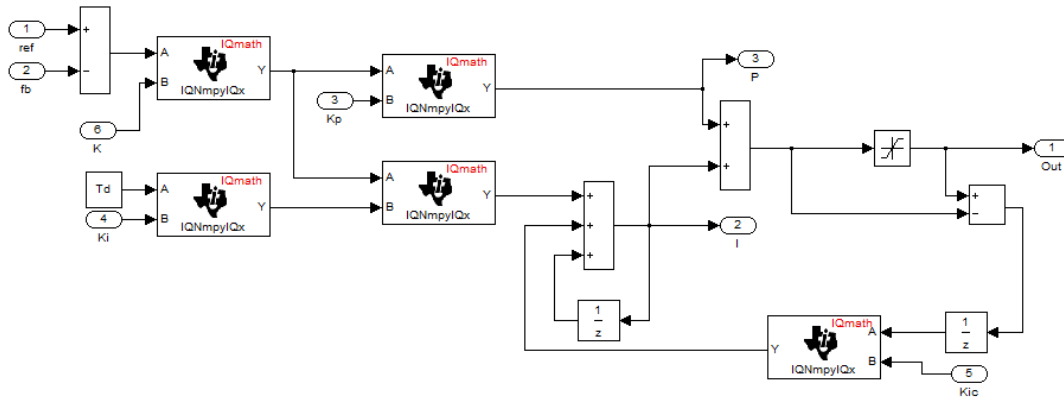 1
ref
+
−
2
fb
6
K
A
B
IQmath
Y
IQNmpyIQx
3
Kp
A
B
IQmath
Y
IQNmpyIQx
3
P
+
+
Td
4
Ki
A
B
IQmath
Y
IQNmpyIQx
A
B
IQmath
Y
IQNmpyIQx
+
+
+
2
I
1
Out
+
−
1
z
IQmath
A
Y
B
IQNmpyIQx
1
z
5
Kic